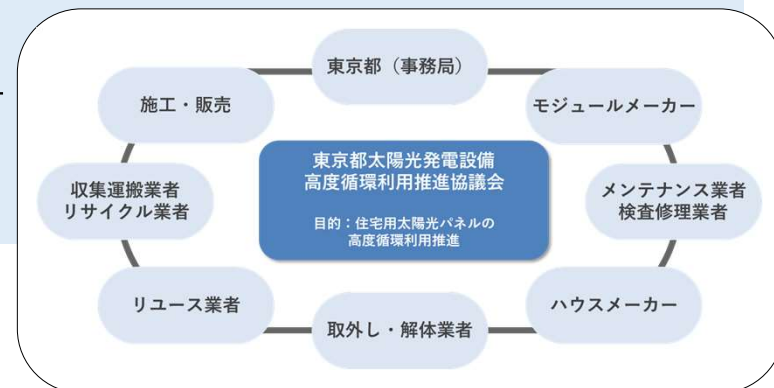 東京都（事務局）
施工・販売
モジュールメーカー
東京都太陽光発電設備
高度循環利用推進協議会
目的：住宅用太陽光パネルの
高度循環利用推進
収集運搬業者
リサイクル業者
メンテナンス業者
検査修理業者
リユース業者
ハウスメーカー
取外し・解体業者